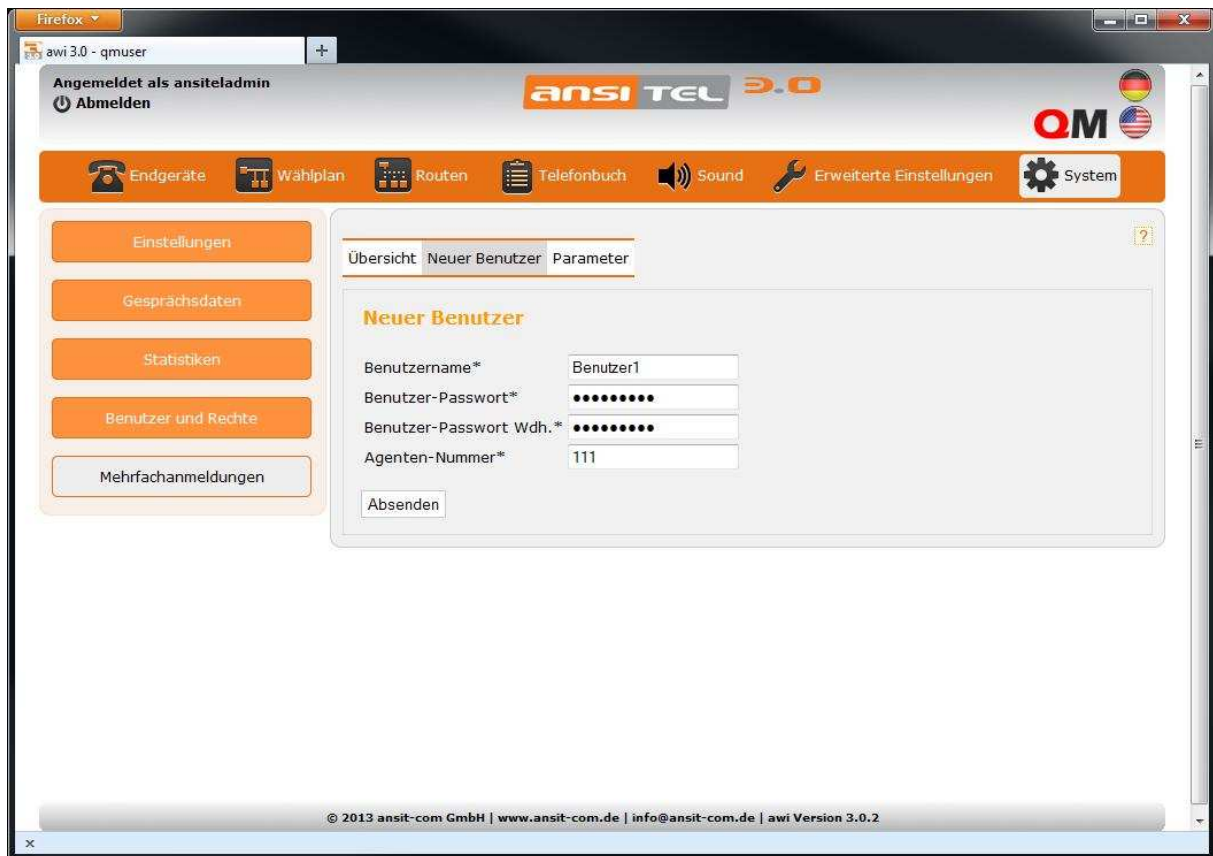 Firefox
awi 3.0 - qmuser
Angemeldet als ansiteladmin
Abmelden
ansi TEL 3.0
QM
Endgeräte Wählplan Routen Telefonbuch Sound Erweiterte Einstellungen System
Einstellungen
Gesprächsdaten
Statistiken
Benutzer und Rechte
Mehrfachanmeldungen
?
Übersicht Neuer Benutzer Parameter
Neuer Benutzer
Benutzername* Benutzer1
Benutzer-Passwort* •••••••••
Benutzer-Passwort Wdh.* •••••••••
Agenten-Nummer* 111
Absenden
© 2013 ansit-com GmbH | www.ansit-com.de | info@ansit-com.de | awi Version 3.0.2
x